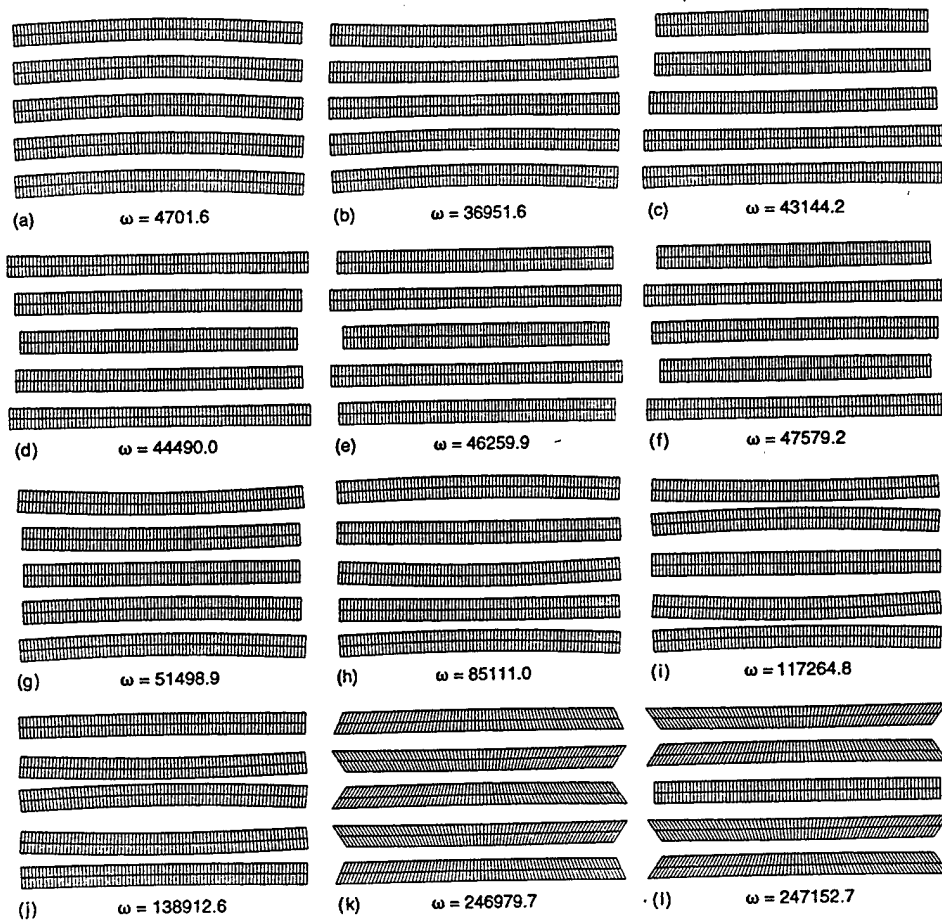 (a) ω = 4701.6
(b) ω = 36951.6
(c) ω = 43144.2
(d) ω = 44490.0
(e) ω = 46259.9
(f) ω = 47579.2
(g) ω = 51498.9
(h) ω = 85111.0
(i) ω = 117264.8
(j) ω = 138912.6
(k) ω = 246979.7
(l) ω = 247152.7